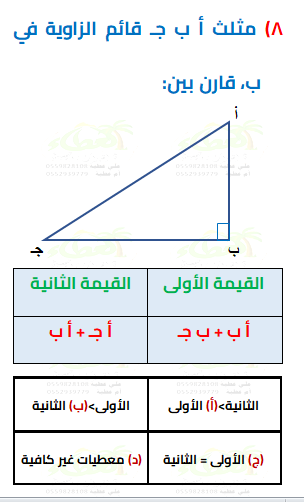 ٨) مثلث أ ب جـ قائم الزاوية في
ب، قارن بين:
أ
جـ
ب
القيمة الأولى
القيمة الثانية
أ ب + ب جـ
أ جـ + أ ب
الثانية>(أ) الأولى
الأولى>(ب) الثانية
(ج) الأولى = الثانية
(د) معطيات غير كافية